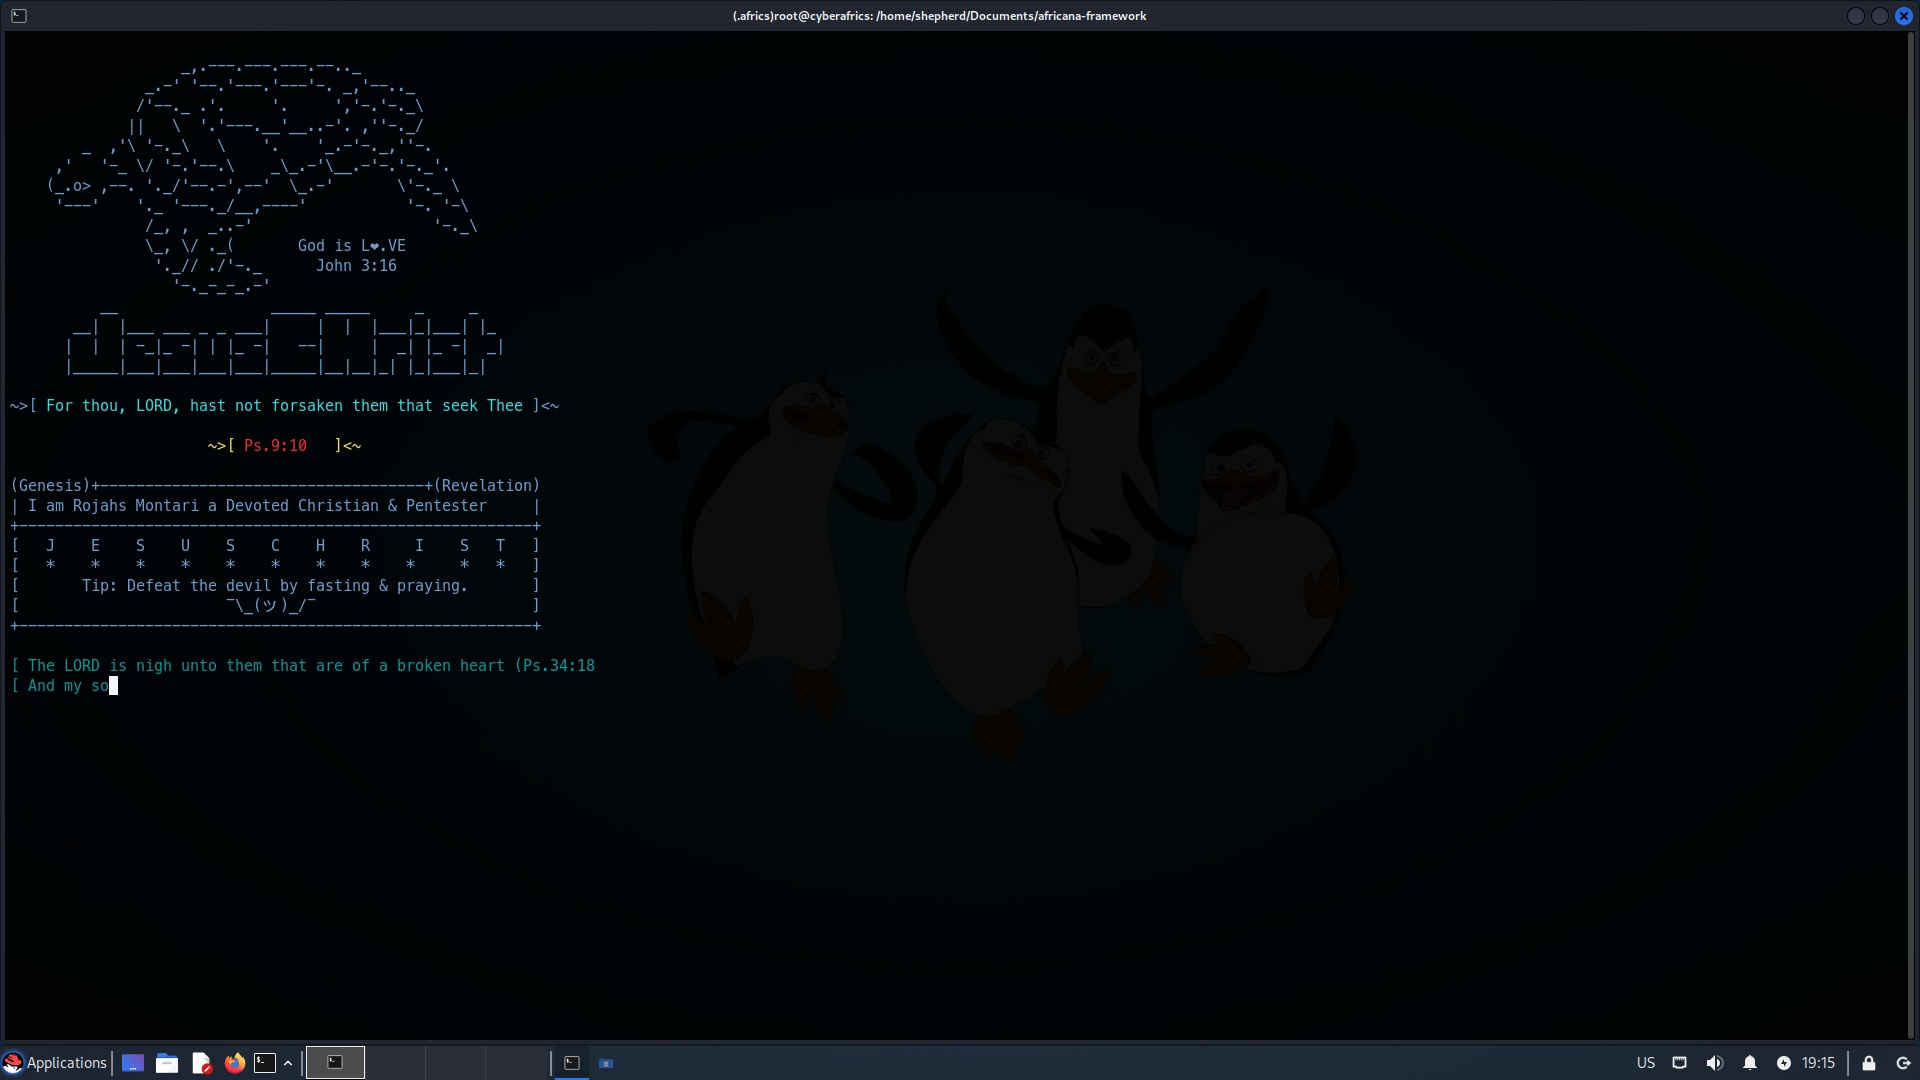 (.africs)root@cyberafrics: /home/shepherd/Documents/africana-framework
God is L❤.VE
John 3:16
JesusCHrist
~>[ For thou, LORD, hast not forsaken them that seek Thee ]<~
~>[ Ps.9:10   ]<~
(Genesis)+-------------------------------------+(Revelation)
| I am Rojahs Montari a Devoted Christian & Pentester     |
[   J    E    S    U    S    C    H    R     I    S   T   ]
[   *    *    *    *    *    *    *    *    *     *   *   ]
[       Tip: Defeat the devil by fasting & praying.       ]
[                       ¯\_(ツ)_/¯                        ]
[ The LORD is nigh unto them that are of a broken heart (Ps.34:18
[ And my so
Applications
US
19:15